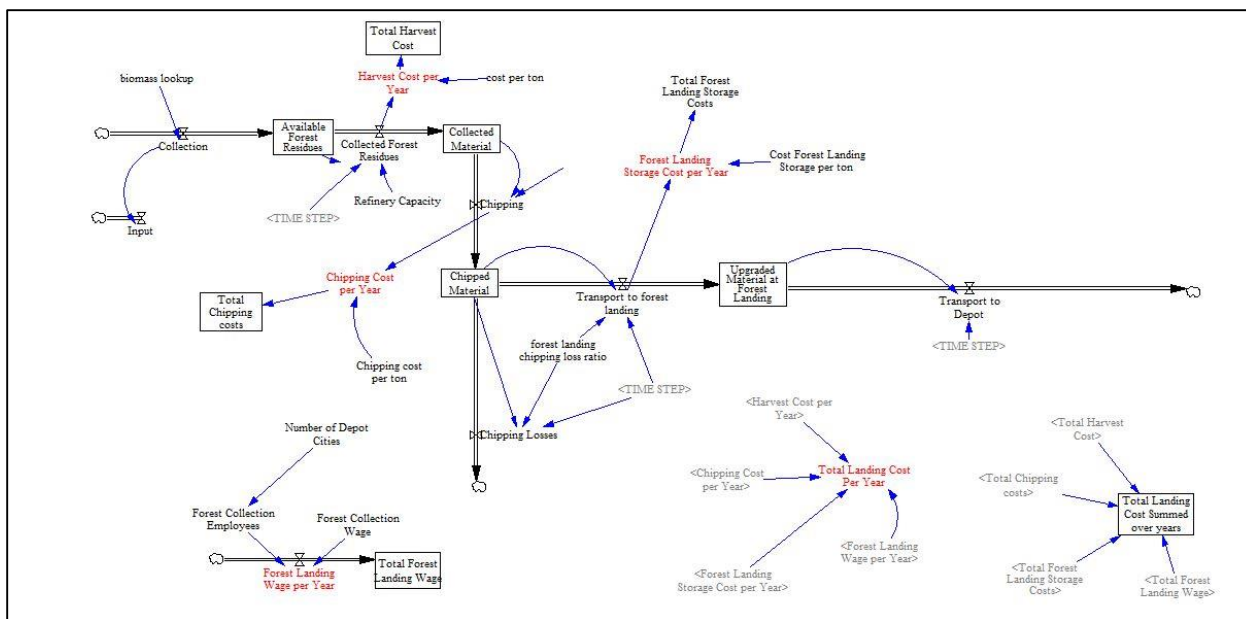 Total Harvest
Cost
biomass lookup
Harvest Cost per
Year
cost per ton
Total Forest
Landing Storage
Costs
Collection
Available
Forest
Residues
Collected Forest
Residues
Collected
Material
Forest Landing
Storage Cost per Year
Cost Forest Landing
Storage per ton
Refinery Capacity
<TIME STEP>
Chipping
Input
Chipping Cost
per Year
Total
Chipping
costs
Chipped
Material
Transport to forest
landing
Upgraded
Material at
Forest
Landing
Transport to
Depot
Chipping cost
per ton
forest landing
chipping loss ratio
<TIME STEP>
<TIME STEP>
Chipping Losses
Number of Depot
Cities
<Harvest Cost per
Year>
<Total Harvest
Cost>
<Chipping Cost
per Year>
Total Landing Cost
Per Year
<Total Chipping
costs>
Total Landing
Cost Summed
over years
Forest Collection
Employees
Forest Collection
Wage
Forest Landing
Wage per Year
Total Forest
Landing Wage
<Forest Landing
Storage Cost per Year>
<Forest Landing
Wage per Year>
<Total Forest
Landing Storage
Costs>
<Total Forest
Landing Wage>